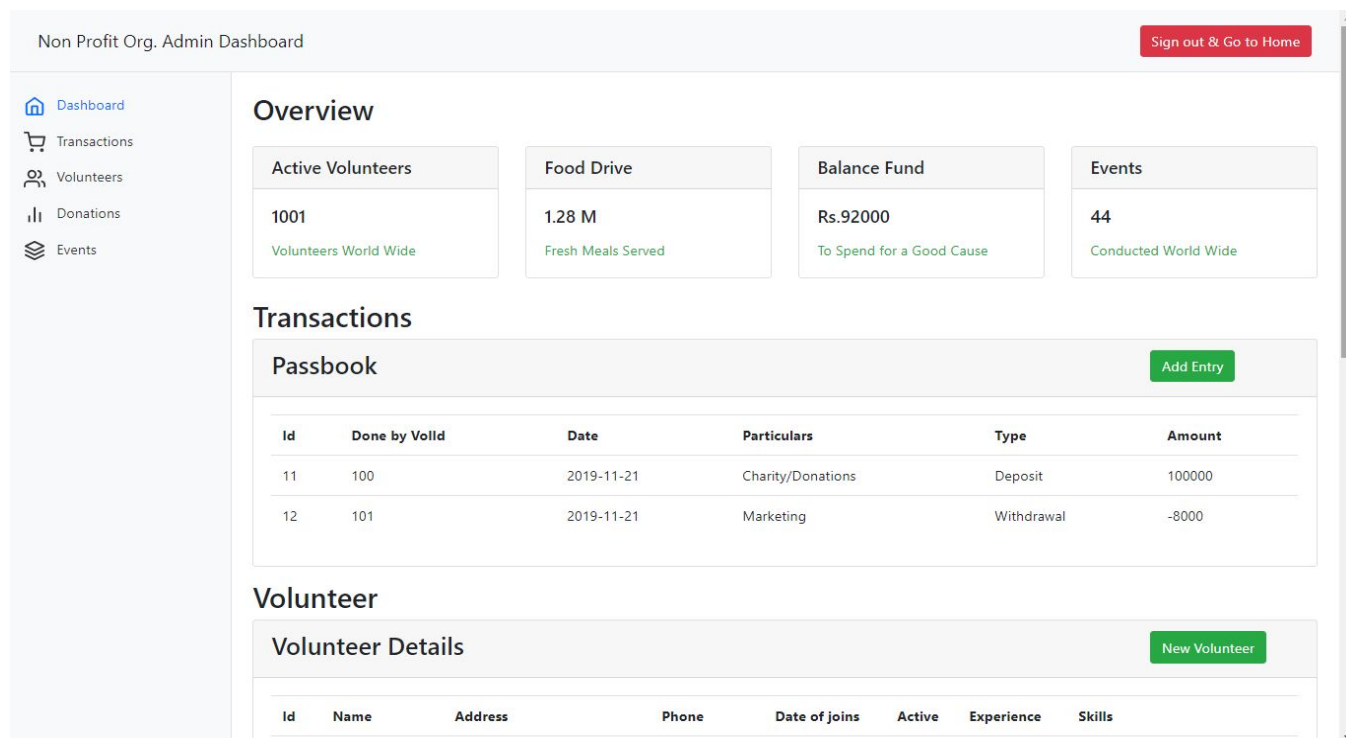 Non Profit Org. Admin Dashboard
Sign out & Go to Home
Dashboard
Transactions
Volunteers
Donations
Events
Overview
Active Volunteers
1001
Volunteers World Wide
Food Drive
1.28 M
Fresh Meals Served
Balance Fund
Rs.92000
To Spend for a Good Cause
Events
44
Conducted World Wide
Transactions
Passbook
Add Entry
Id Done by VolId Date Particulars Type Amount
11 100 2019-11-21 Charity/Donations Deposit 100000
12 101 2019-11-21 Marketing Withdrawal -8000
Volunteer
Volunteer Details
New Volunteer
Id Name Address Phone Date of joins Active Experience Skills